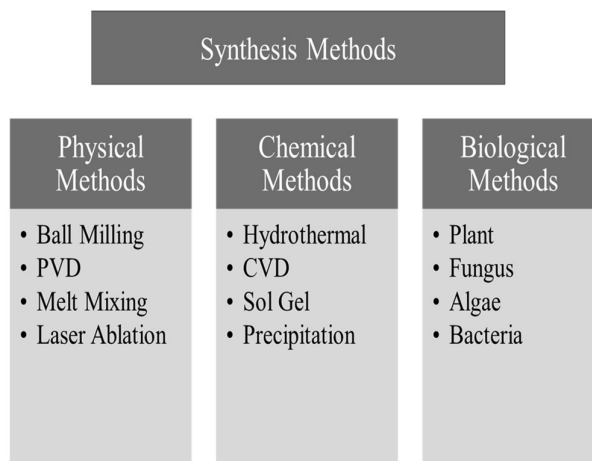 Synthesis Methods
Physical
Methods
• Ball Milling
• PVD
• Melt Mixing
• Laser Ablation
Chemical
Methods
• Hydrothermal
• CVD
• Sol Gel
• Precipitation
Biological
Methods
• Plant
• Fungus
• Algae
• Bacteria